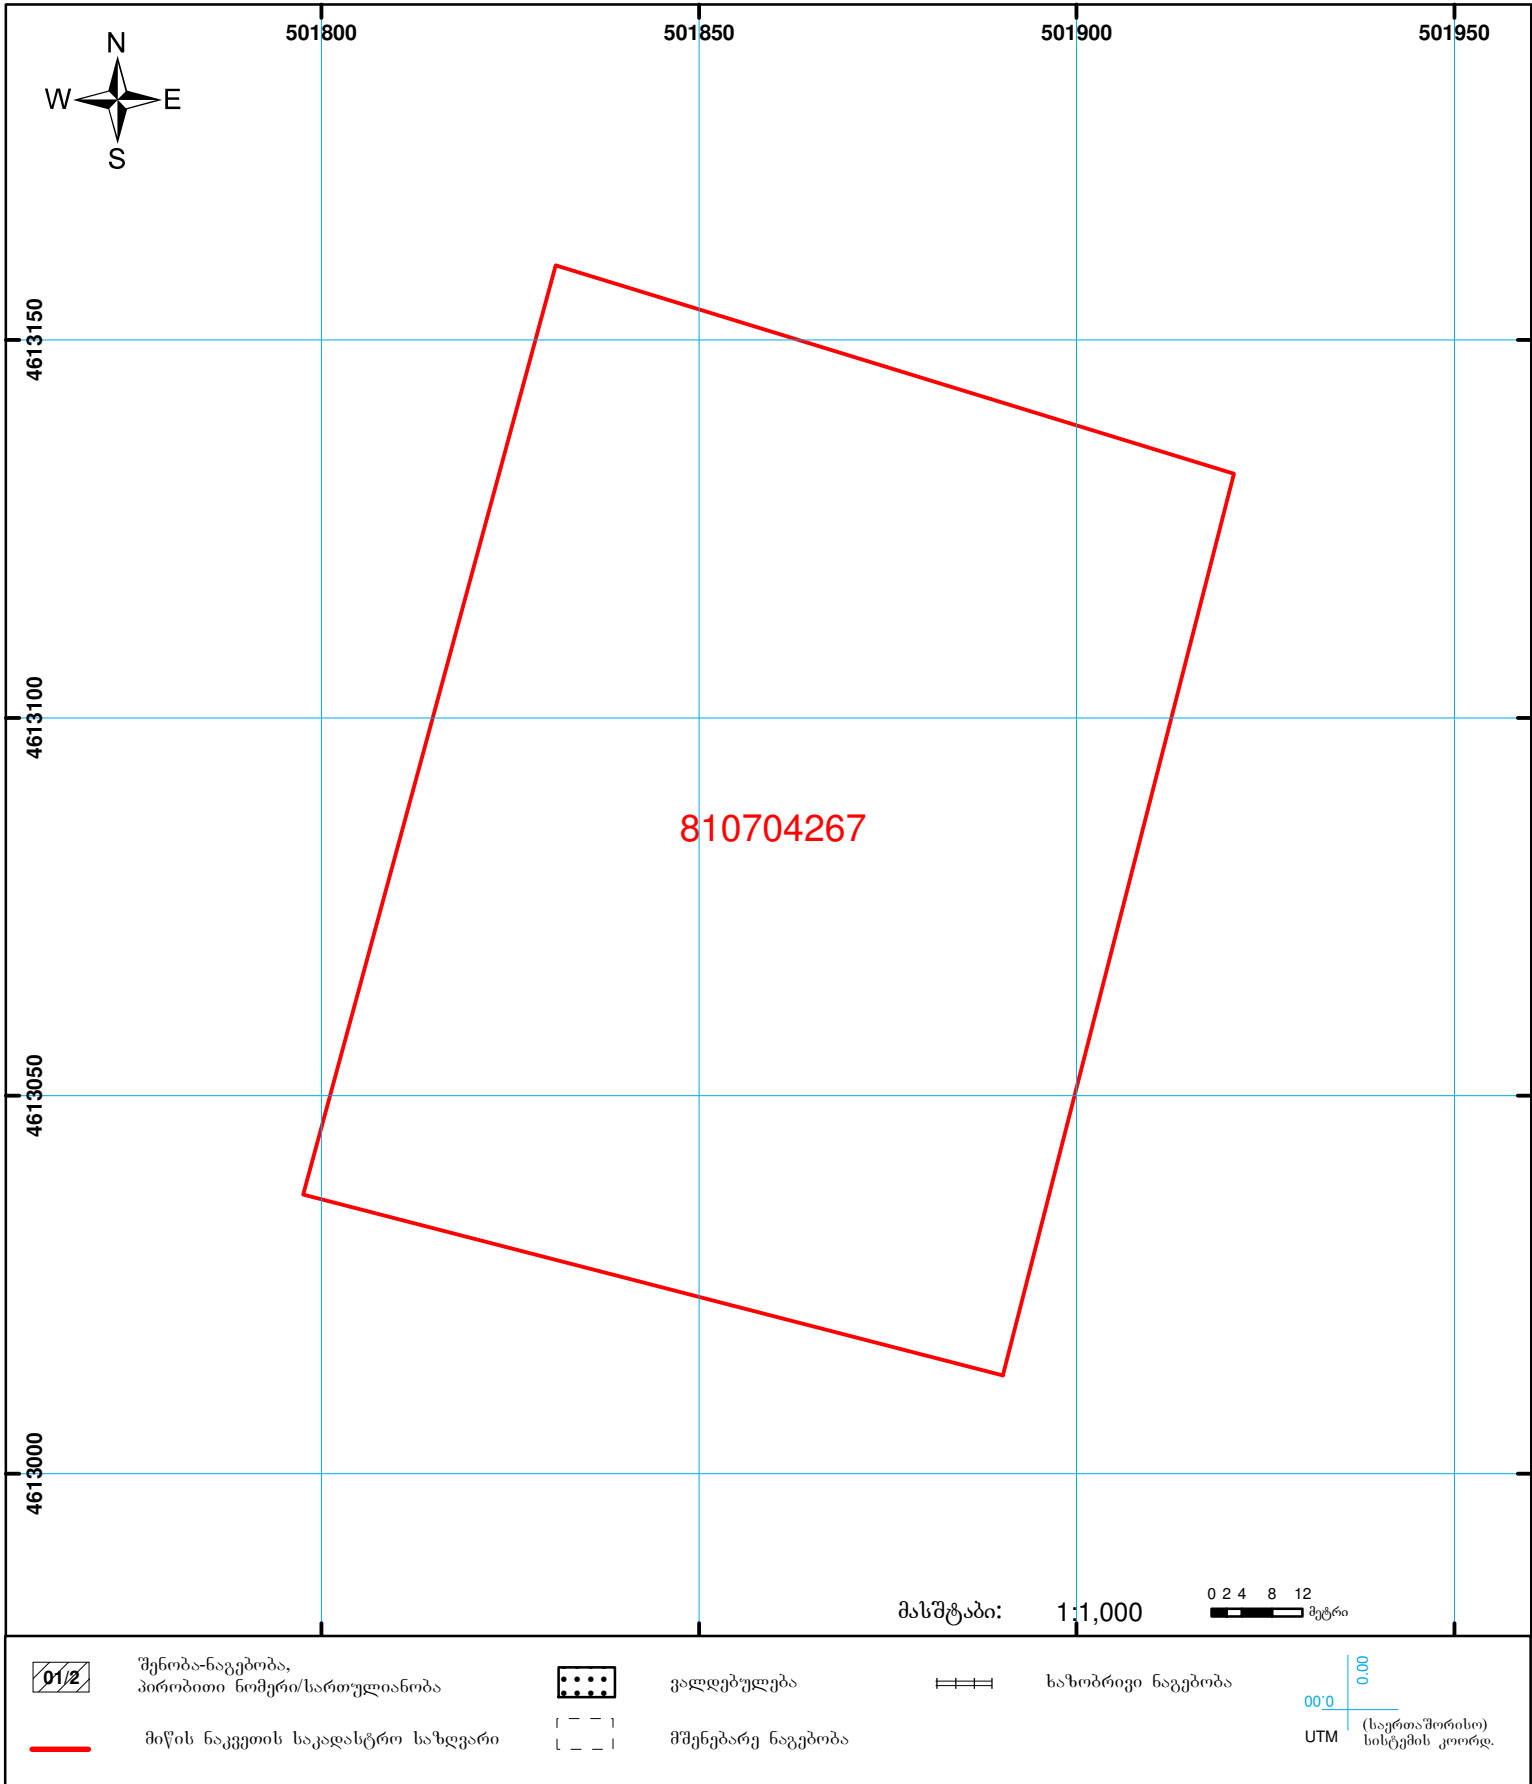 501800 501850 501900 501950
N
W E
S
4613150
4613100
810704267
4613050
4613000
მასშტაბი: 1:1,000
0 2 4 8 12
მეტრი
01/2
შენობა-ნაგებობა,
პირობითი ნომერი/სართულიანობა
ვალდებულება
ხაზობრივი ნაგებობა
მიწის ნაკვეთის საკადასტრო საზღვარი
მშენებარე ნაგებობა
0.00
0.00
UTM
(საერთაშორისო)
სისტემის კოორდ.